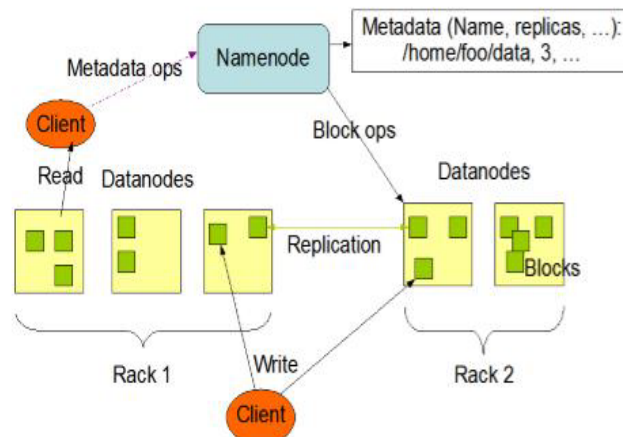 Metadata (Name, replicas, …):
/home/foo/data, 3, …
Namenode
Metadata ops
Client
Block ops
Read
Datanodes
Datanodes
Replication
Blocks
Rack 1
Write
Rack 2
Client